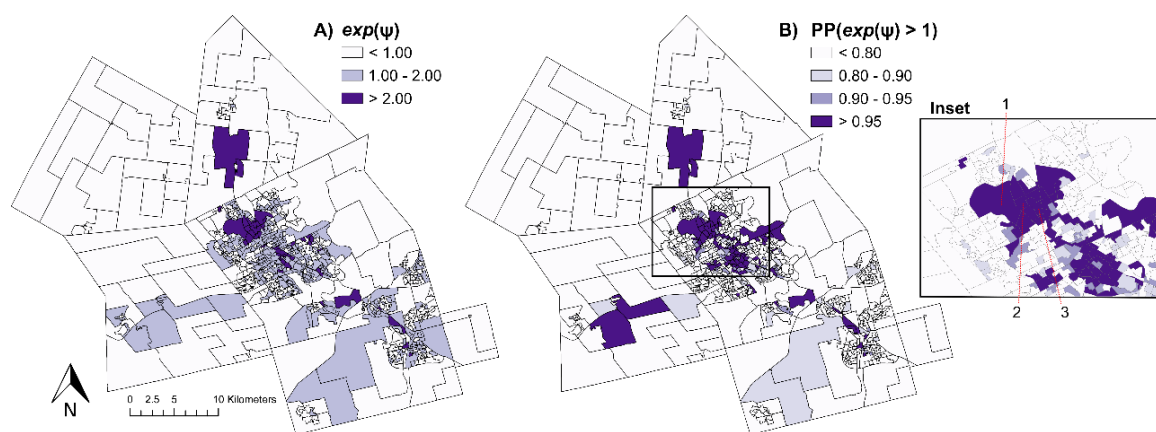 A) exp(ψ)
< 1.00
1.00 - 2.00
> 2.00
B) PP(exp(ψ) > 1)
< 0.80
0.80 - 0.90
0.90 - 0.95
> 0.95
Inset
1
2
3
N
0 2.5 5 10 Kilometers